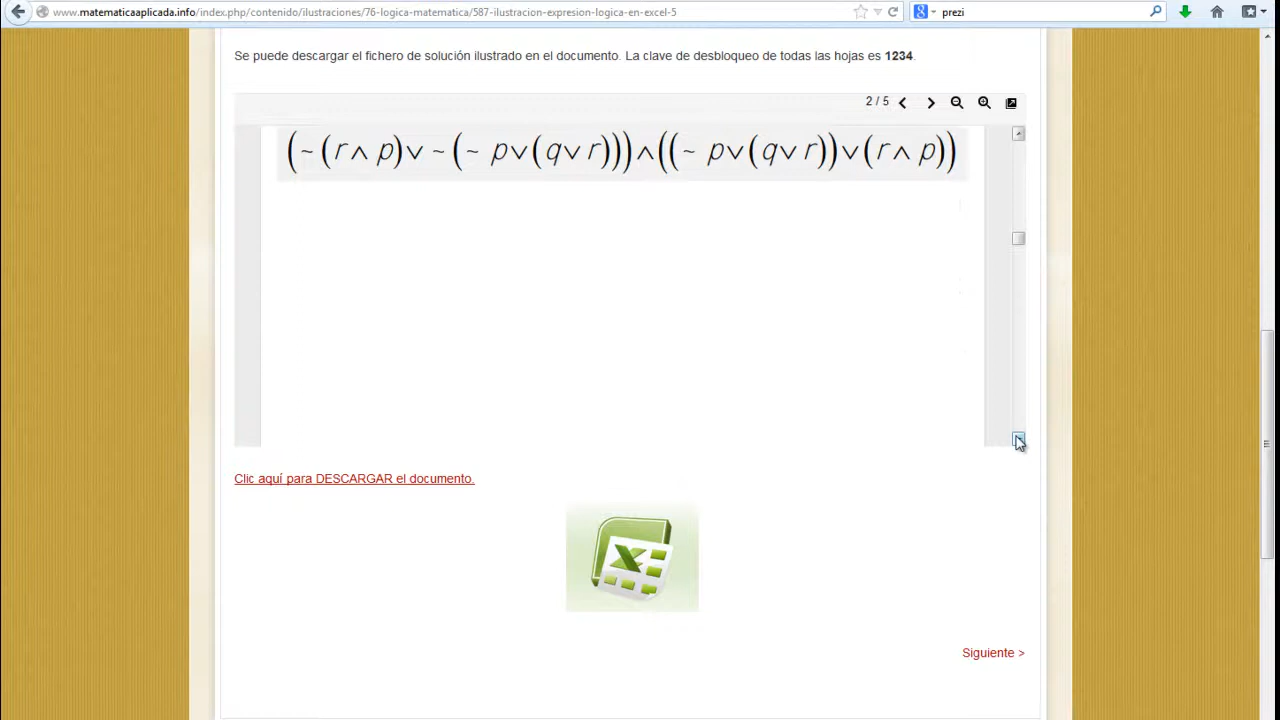 www.matematicaaplicada.info/index.php/contenido/ilustraciones/76-logica-matematica/587-ilustracion-expresion-logica-en-excel-5
prezi
Se puede descargar el fichero de solución ilustrado en el documento. La clave de desbloqueo de todas las hojas es 1234.
2 / 5
(~(r∧p)∨~(~p∨(q∨r)))∧((~p∨(q∨r))∨(r∧p))
Clic aquí para DESCARGAR el documento.
Siguiente >